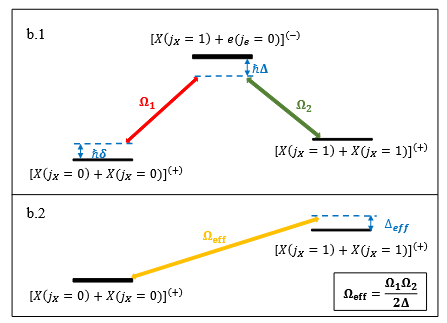 b.1
[X(jX = 1) + e(je = 0)](−)
ħΔ
Ω1
Ω2
ħδ
[X(jX = 1) + X(jX = 1)](+)
[X(jX = 0) + X(jX = 0)](+)
b.2
Ωeff
Δeff
[X(jX = 1) + X(jX = 1)](+)
[X(jX = 0) + X(jX = 0)](+)
Ωeff = Ω1Ω2 / 2Δ